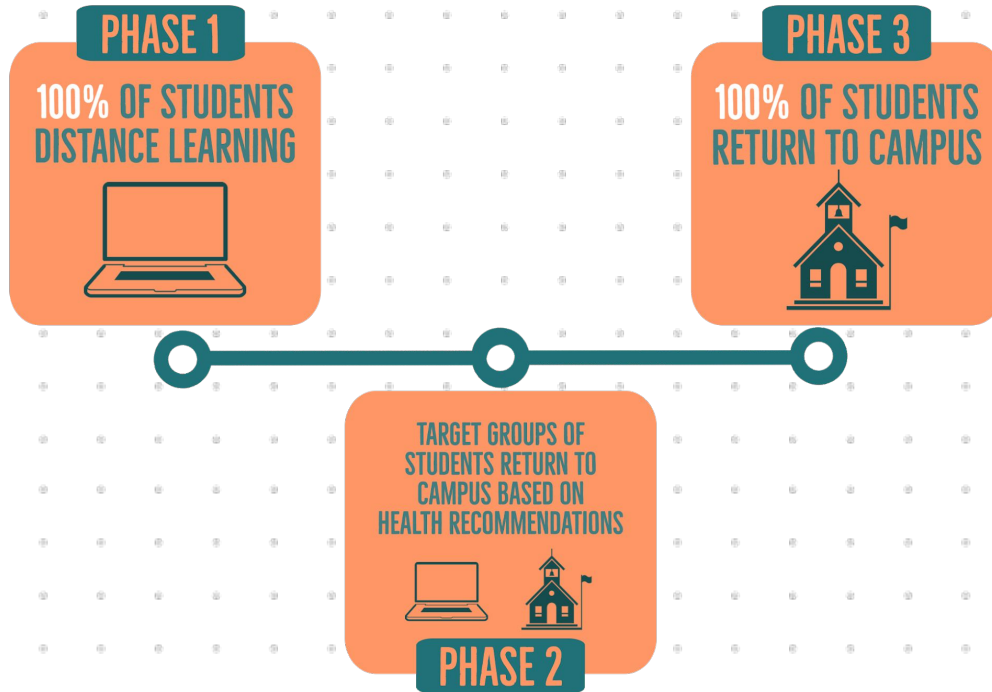 PHASE 1
100% OF STUDENTS
DISTANCE LEARNING
TARGET GROUPS OF
STUDENTS RETURN TO
CAMPUS BASED ON
HEALTH RECOMMENDATIONS
PHASE 2
PHASE 3
100% OF STUDENTS
RETURN TO CAMPUS